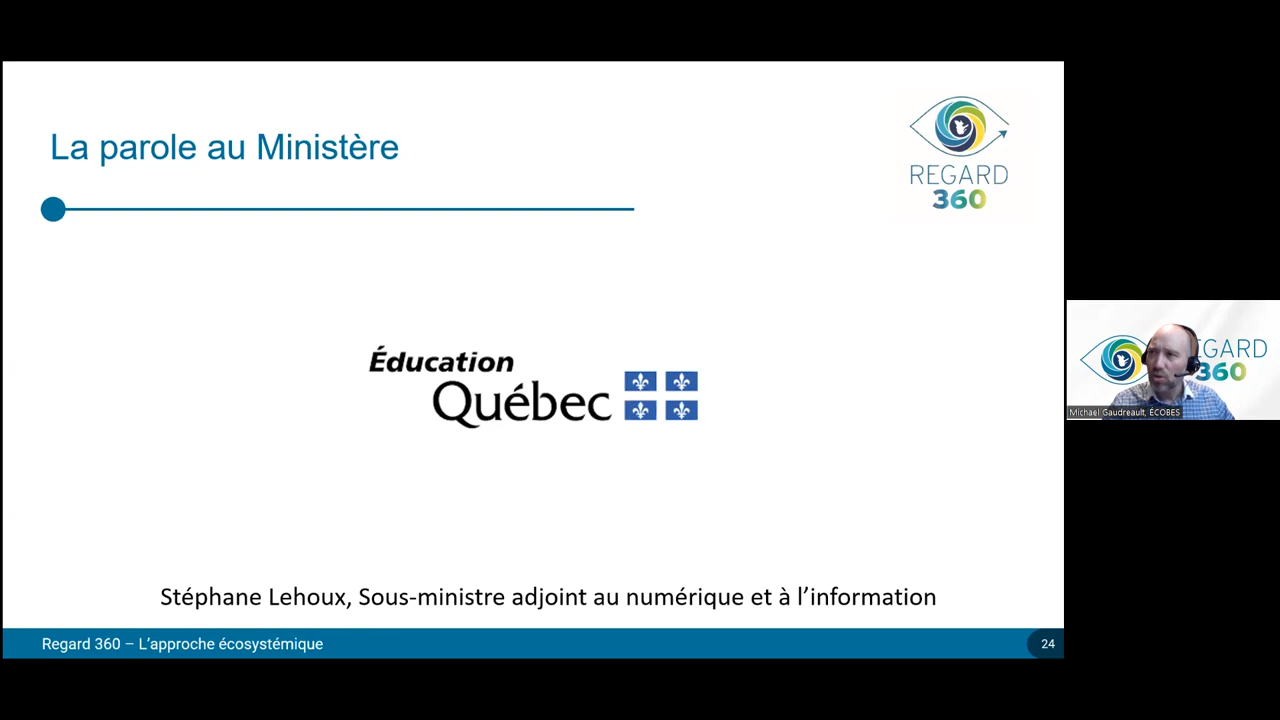 La parole au Ministère
REGARD
360
Éducation
Québec
Stéphane Lehoux, Sous-ministre adjoint au numérique et à l’information
Regard 360 – L’approche écosystémique
24
EGARD
360
Michael Gaudreault, ÉCOBES